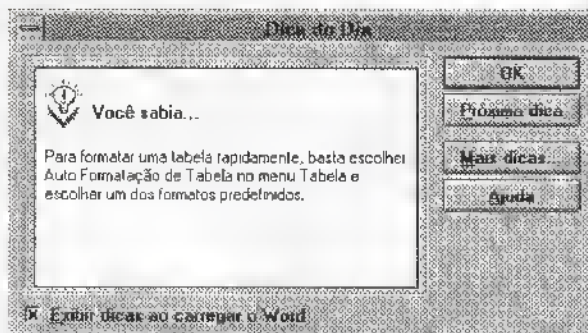 Dica do Dia
OK
Você sabia...
Próxima dica
Para formatar uma tabela rapidamente, basta escolher
Mais dicas...
Auto Formatação de Tabela no menu Tabela e
escolher um dos formatos predefinidos.
Ajuda
Exibir dicas ao carregar o Word